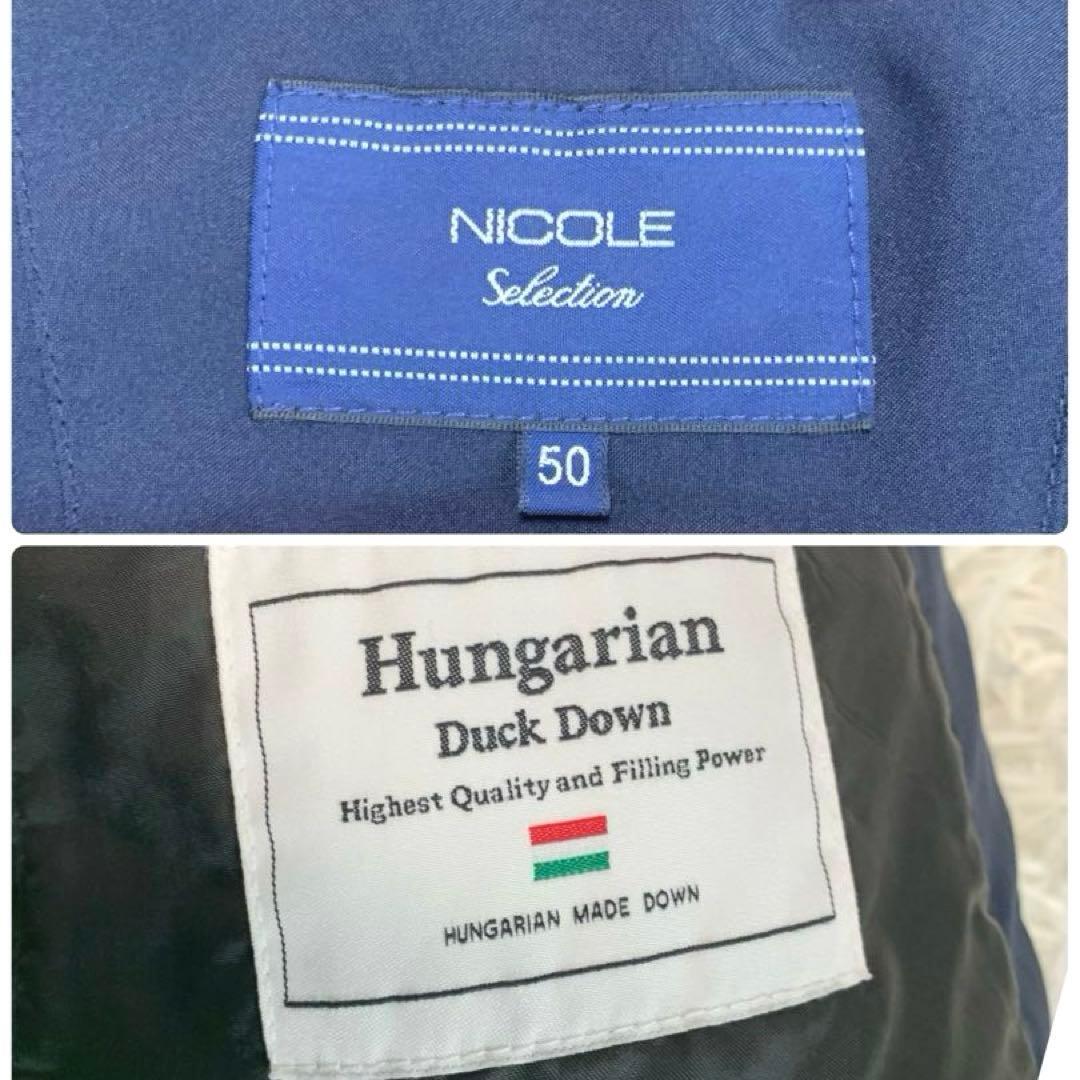 NICOLE
Selection
50
Hungarian
Duck Down
Highest Quality and Filling Power
HUNGARIAN MADE DOWN